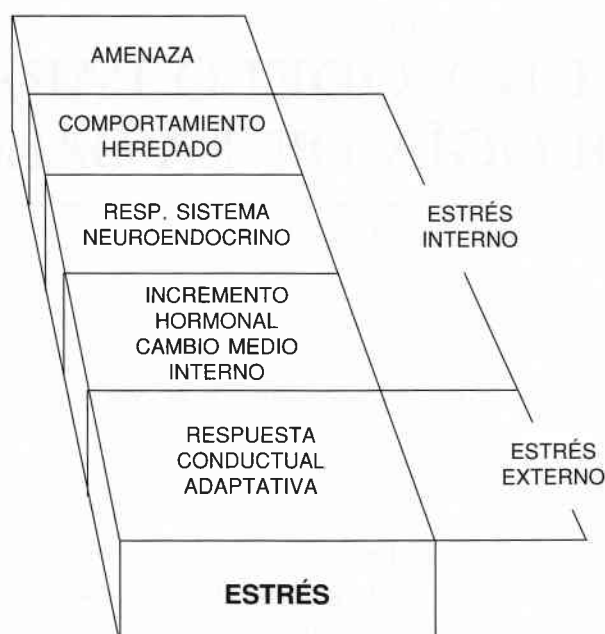 AMENAZA
COMPORTAMIENTO
HEREDADO
RESP. SISTEMA
NEUROENDOCRINO
INCREMENTO
HORMONAL
CAMBIO MEDIO
INTERNO
RESPUESTA
CONDUCTUAL
ADAPTATIVA
ESTRÉS
ESTRÉS
INTERNO
ESTRÉS
EXTERNO